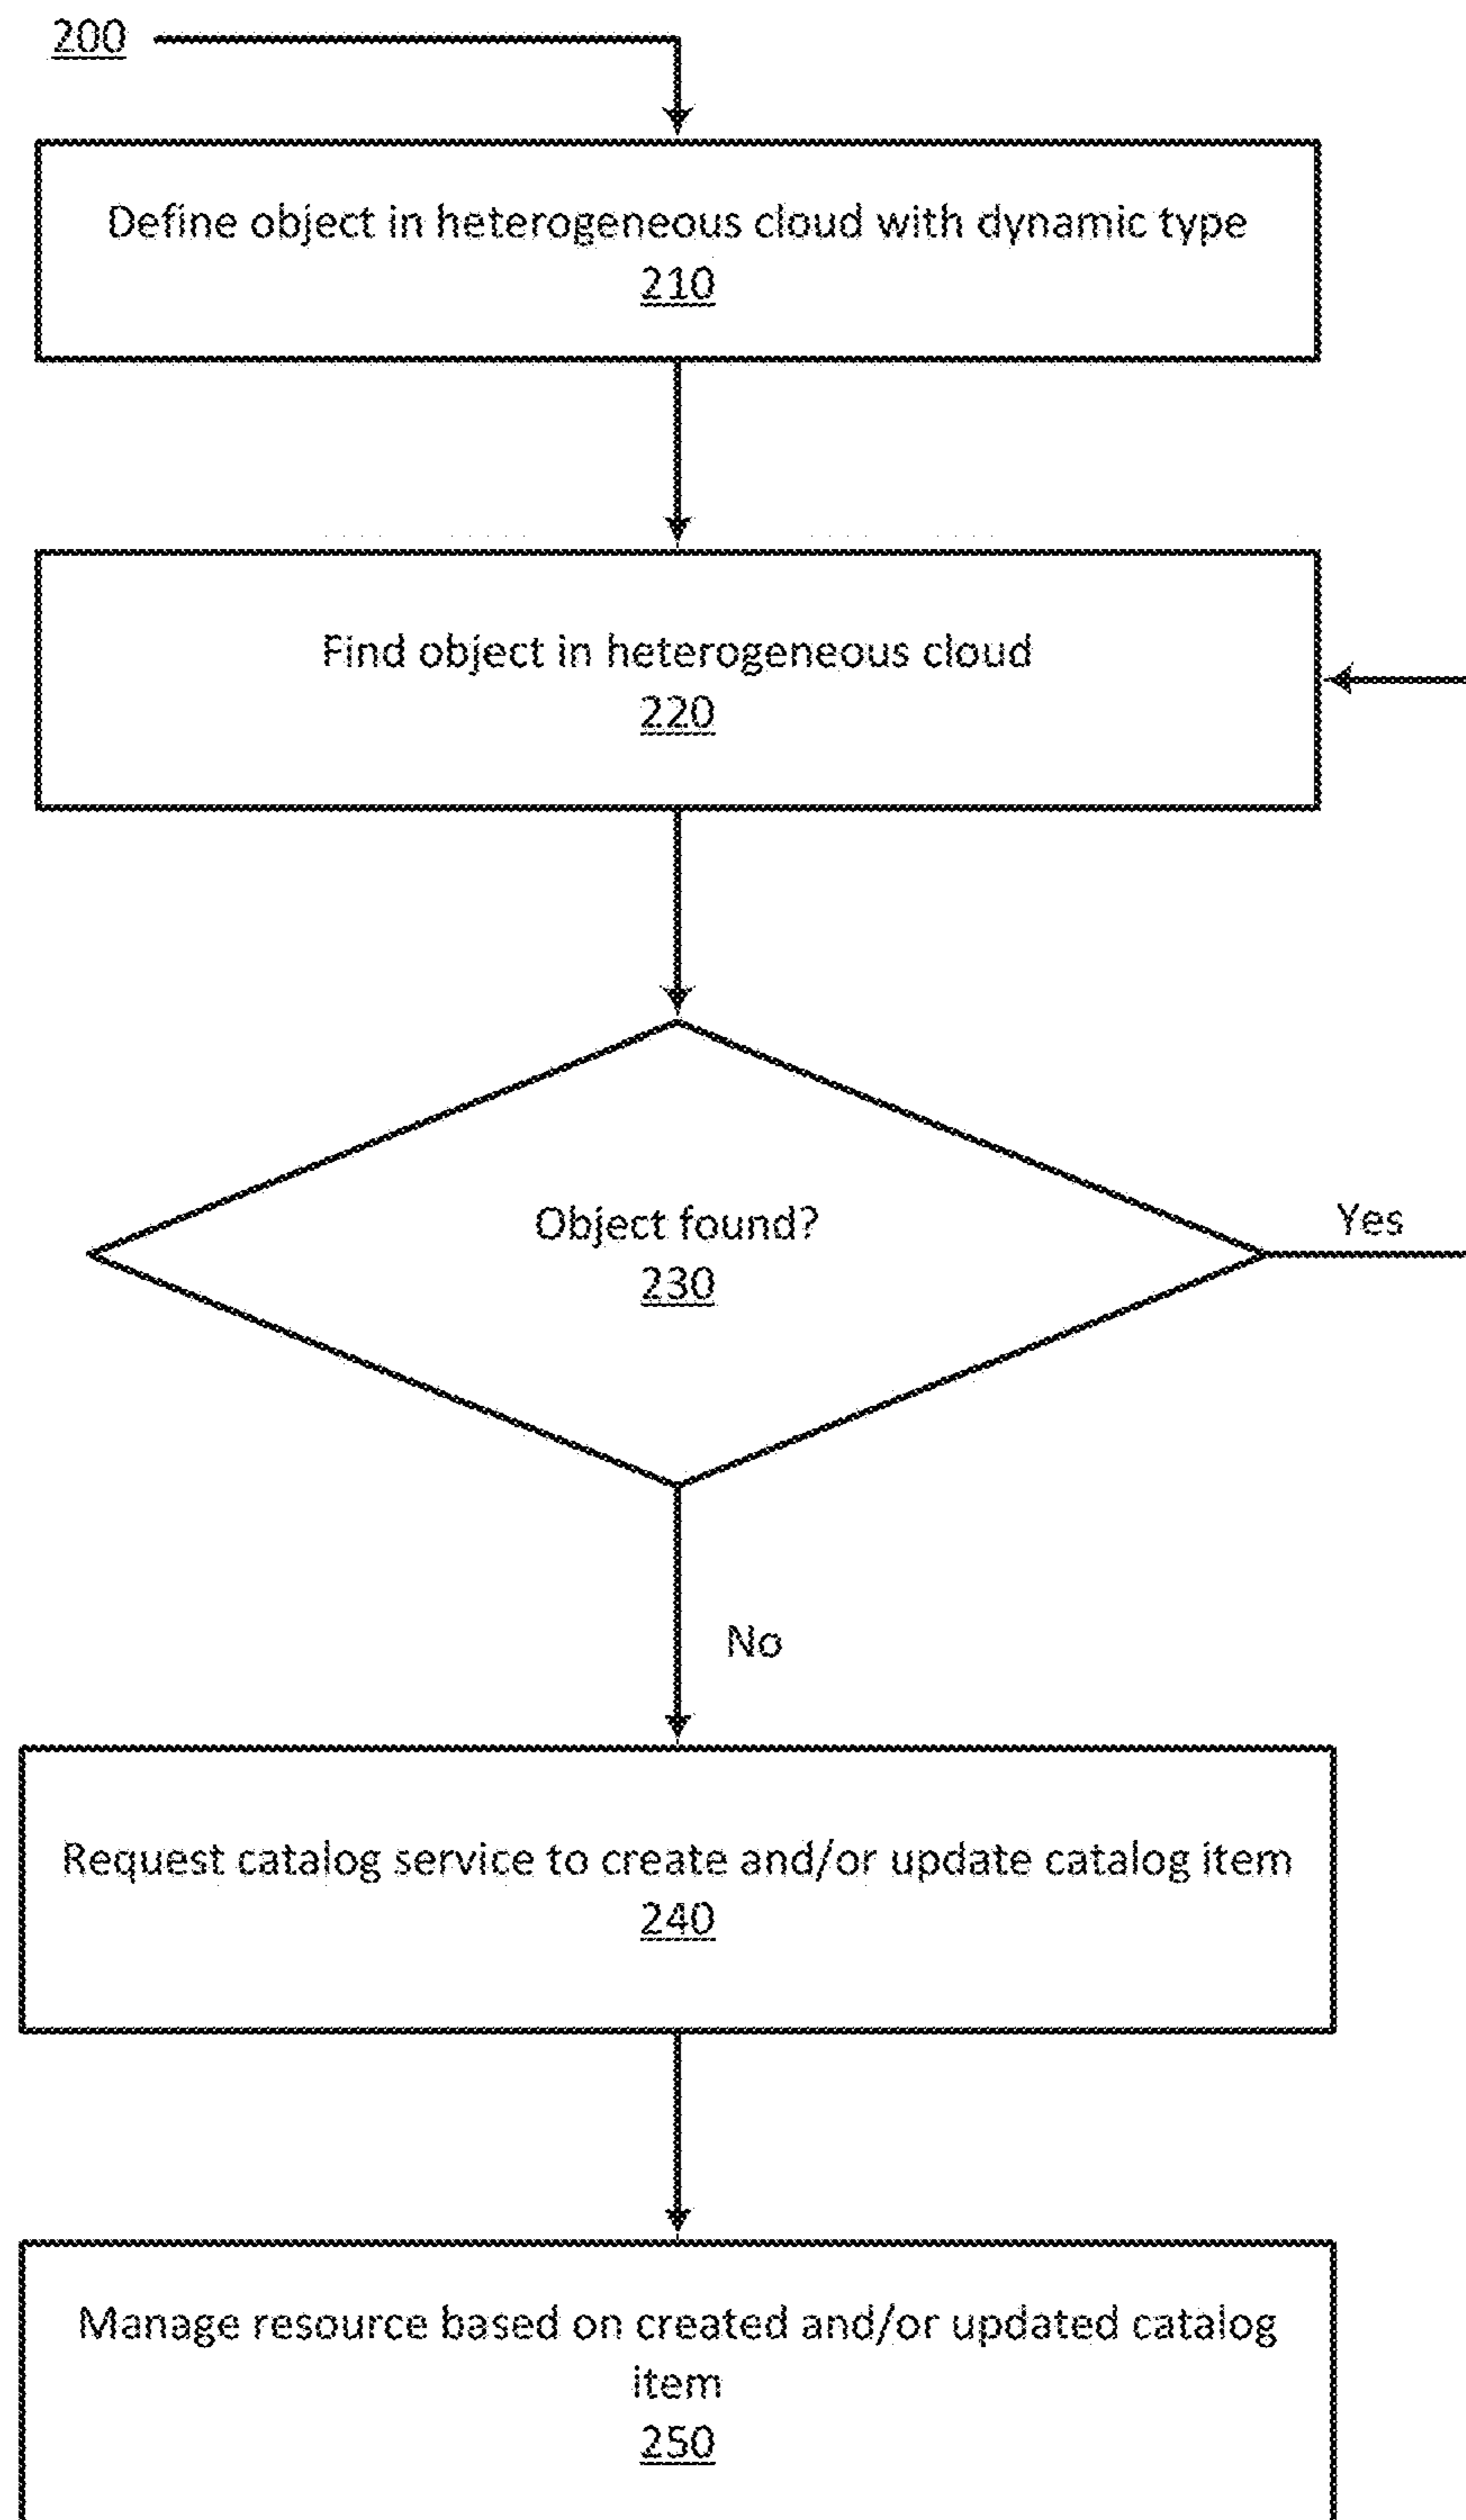 200
Define object in heterogeneous cloud with dynamic type
210
Find object in heterogeneous cloud
220
Object found?
230
Yes
No
Request catalog service to create and/or update catalog item
240
Manage resource based on created and/or updated catalog
item
250